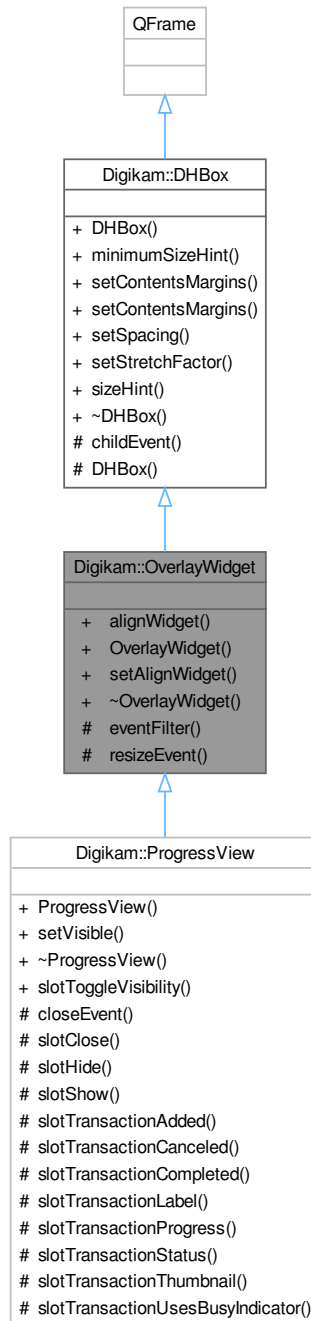 QFrame
Digikam::DHBox
+ DHBox()
+ minimumSizeHint()
+ setContentsMargins()
+ setContentsMargins()
+ setSpacing()
+ setStretchFactor()
+ sizeHint()
+ ~DHBox()
# childEvent()
# DHBox()
Digikam::OverlayWidget
+ alignWidget()
+ OverlayWidget()
+ setAlignWidget()
+ ~OverlayWidget()
# eventFilter()
# resizeEvent()
Digikam::ProgressView
+ ProgressView()
+ setVisible()
+ ~ProgressView()
+ slotToggleVisibility()
# closeEvent()
# slotClose()
# slotHide()
# slotShow()
# slotTransactionAdded()
# slotTransactionCanceled()
# slotTransactionCompleted()
# slotTransactionLabel()
# slotTransactionProgress()
# slotTransactionStatus()
# slotTransactionThumbnail()
# slotTransactionUsesBusyIndicator()